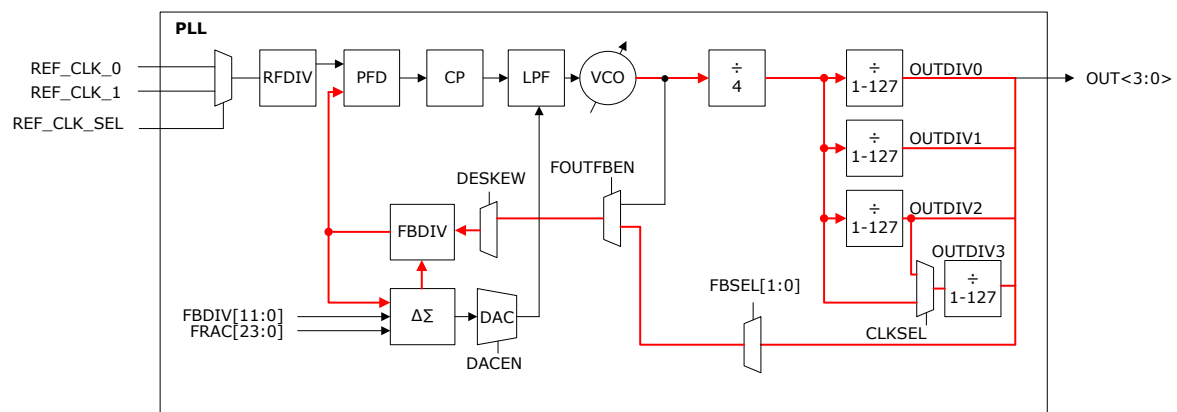 PLL
REF_CLK_0
REF_CLK_1
REF_CLK_SEL
RFDIV
PFD
CP
LPF
VCO
÷
4
÷
1-127
OUTDIV0
OUT<3:0>
÷
1-127
OUTDIV1
÷
1-127
OUTDIV2
OUTDIV3
÷
1-127
CLKSEL
DESKEW
FOUTFBEN
FBDIV
FBSEL[1:0]
FBDIV[11:0]
FRAC[23:0]
ΔΣ
DAC
DACEN